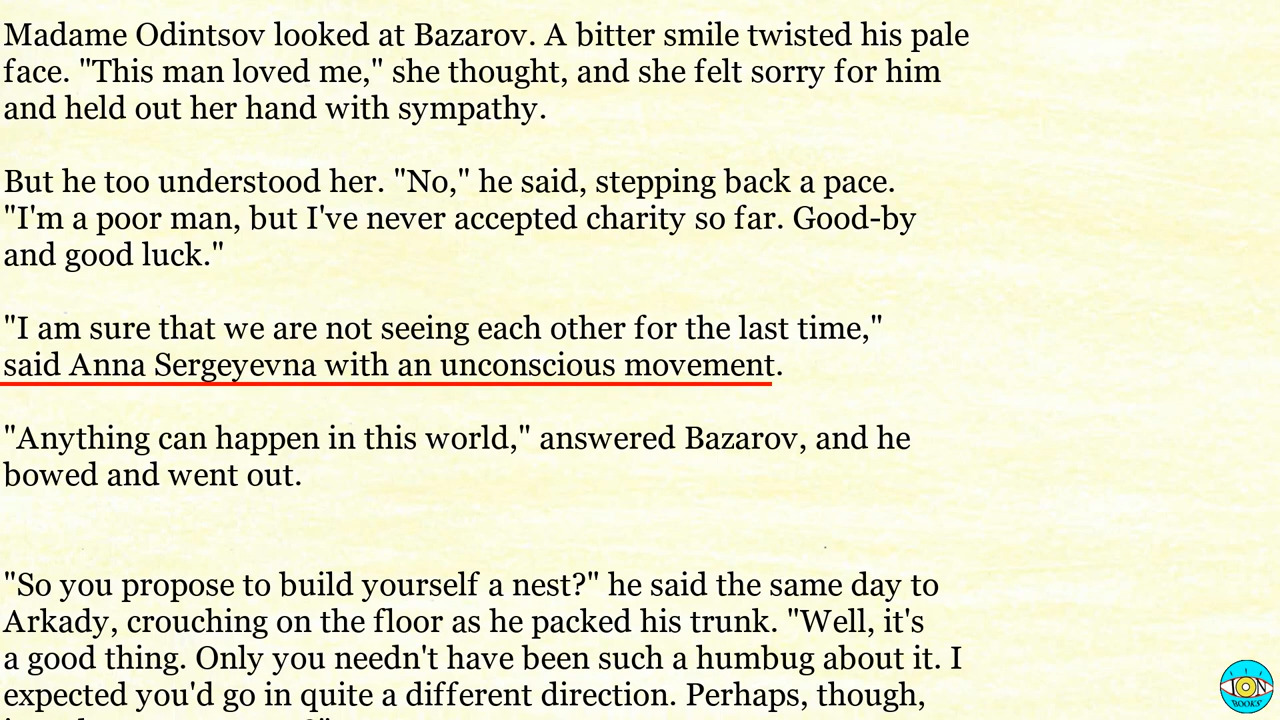 Madame Odintsov looked at Bazarov. A bitter smile twisted his pale
face. "This man loved me," she thought, and she felt sorry for him
and held out her hand with sympathy.
But he too understood her. "No," he said, stepping back a pace.
"I'm a poor man, but I've never accepted charity so far. Good-by
and good luck."
"I am sure that we are not seeing each other for the last time,"
said Anna Sergeyevna with an unconscious movement.
"Anything can happen in this world," answered Bazarov, and he
bowed and went out.
"So you propose to build yourself a nest?" he said the same day to
Arkady, crouching on the floor as he packed his trunk. "Well, it's
a good thing. Only you needn't have been such a humbug about it. I
expected you'd go in quite a different direction. Perhaps, though,
ION
BOOKS